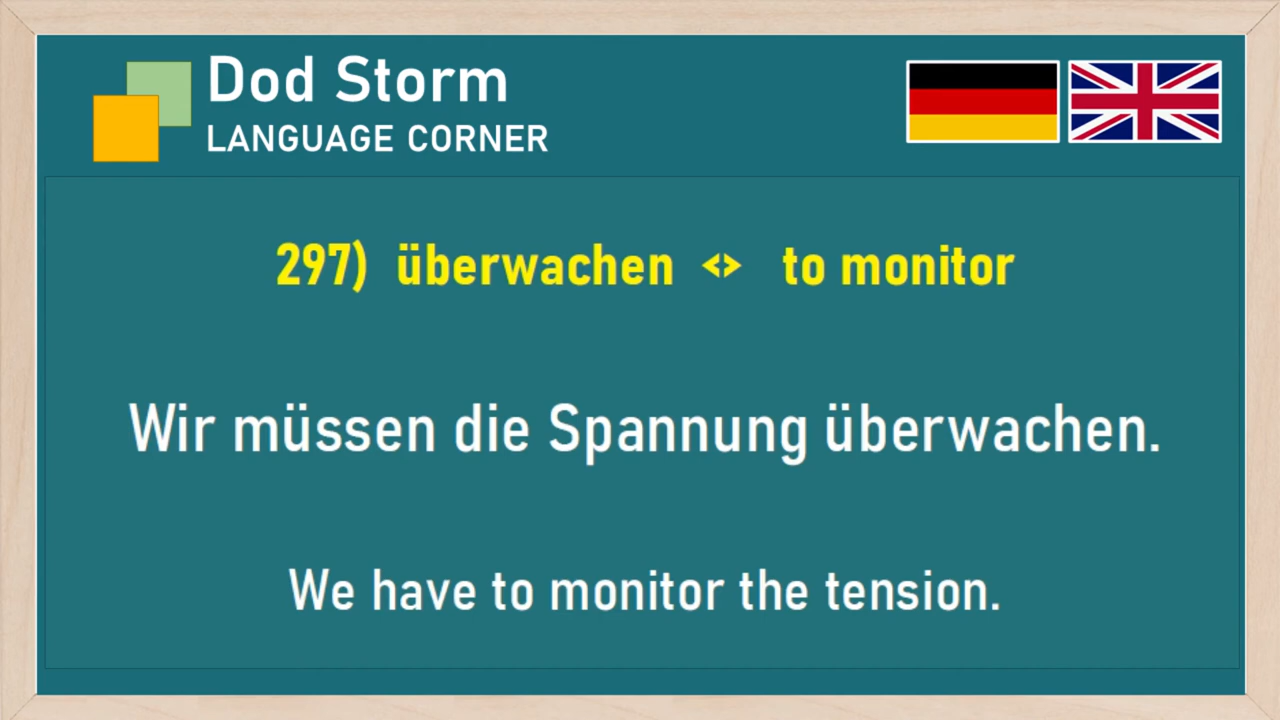 Dod Storm
LANGUAGE CORNER
297) überwachen <> to monitor
Wir müssen die Spannung überwachen.
We have to monitor the tension.